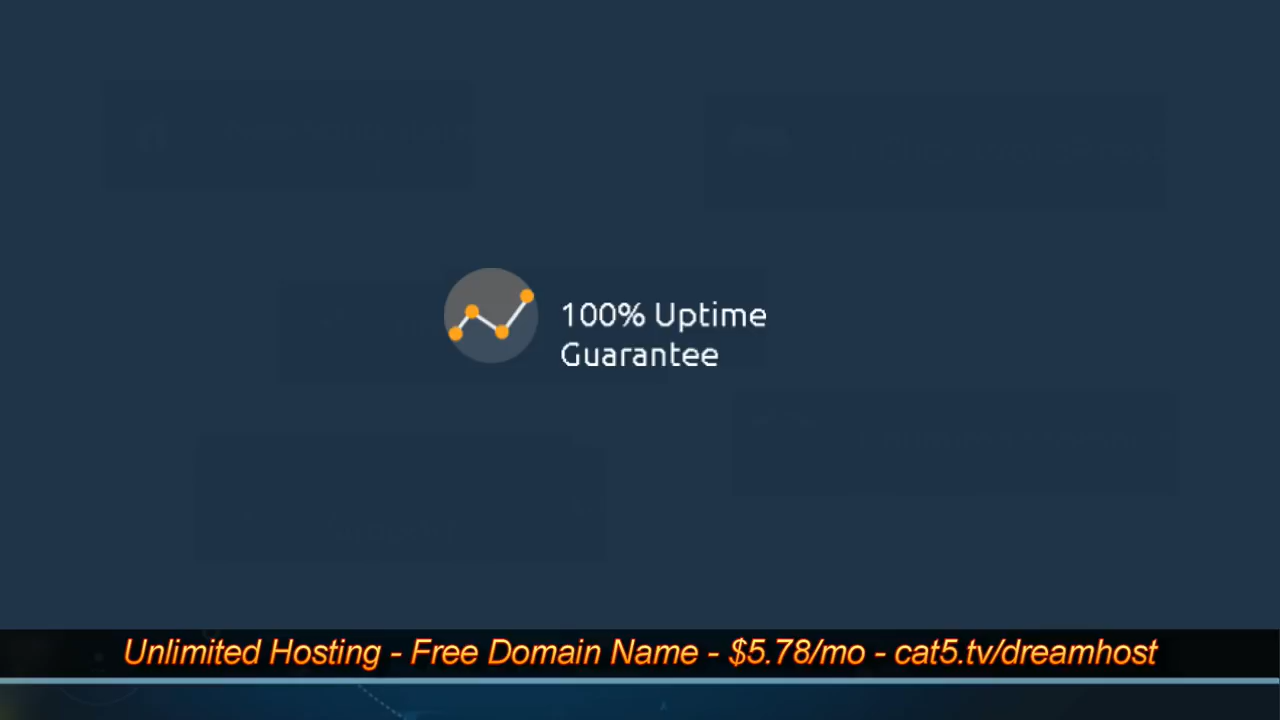 100% Uptime
Guarantee
Unlimited Hosting - Free Domain Name - $5.78/mo - cat5.tv/dreamhost